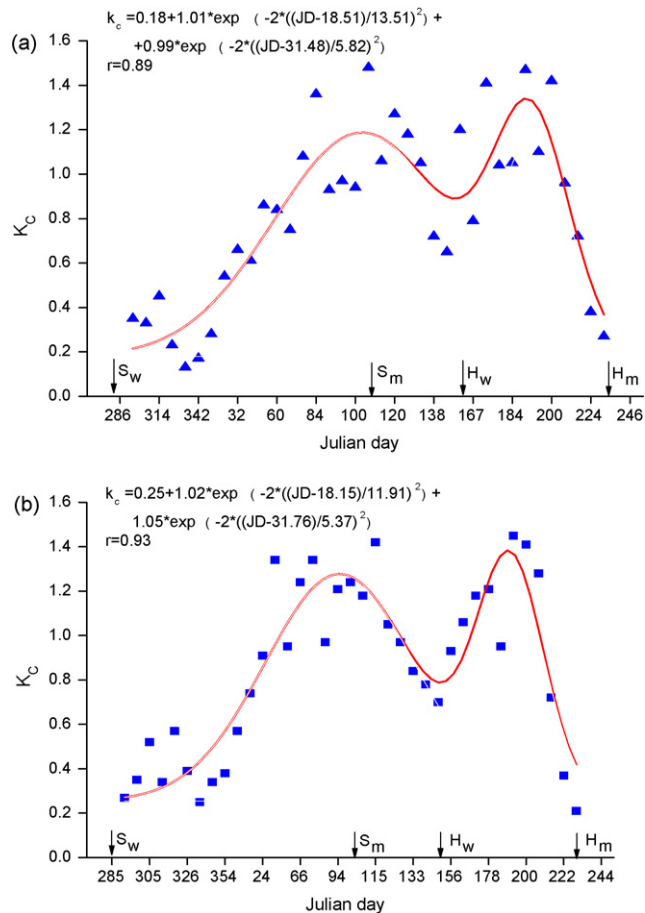 k_c =0.18+1.01*exp (-2*((JD-18.51)/13.51)²) +
(a)
+0.99*exp (-2*((JD-31.48)/5.82)²)
r=0.89
1.6
1.4
1.2
1.0
0.8
0.6
0.4
0.2
0.0
K_C
S_w S_m H_w H_m
286 314 342 32 60 84 100 120 138 167 184 200 224 246
Julian day
(b)
k_c =0.25+1.02*exp (-2*((JD-18.15)/11.91)²) +
1.05*exp (-2*((JD-31.76)/5.37)²)
r=0.93
1.6
1.4
1.2
1.0
0.8
0.6
0.4
0.2
0.0
K_C
S_w S_m H_w H_m
285 305 326 354 24 66 94 115 133 156 178 200 222 244
Julian day